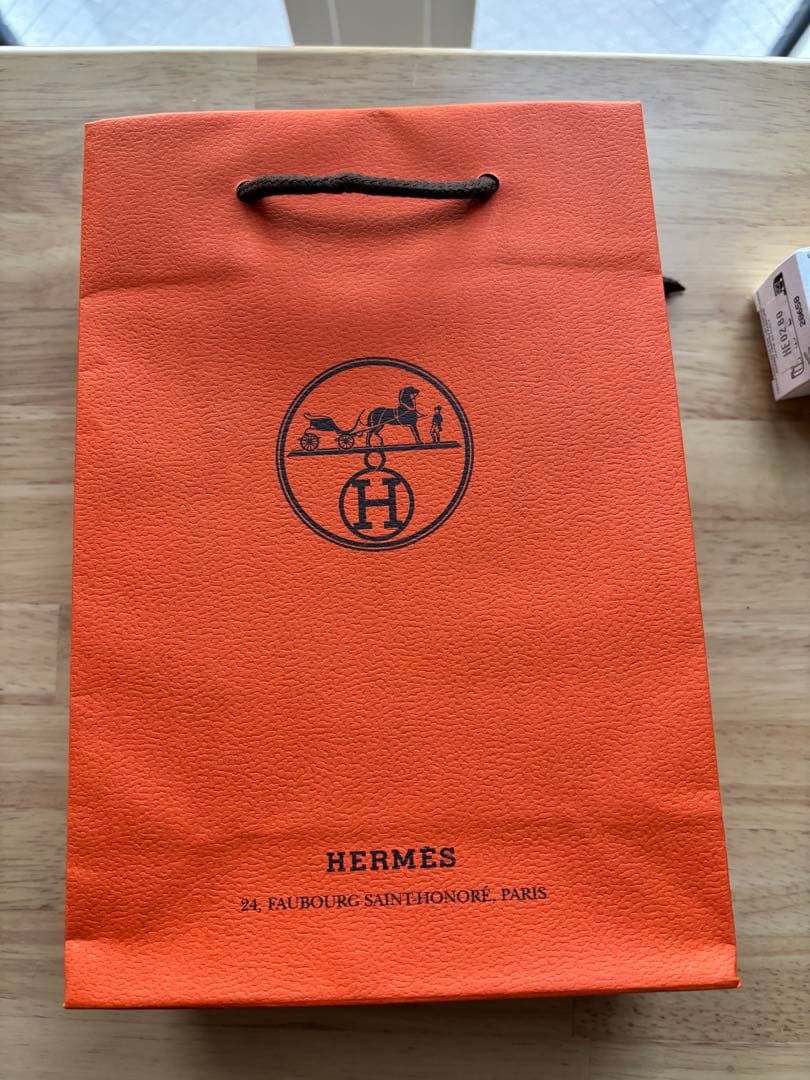 H
HERMÈS
24, FAUBOURG SAINT-HONORÉ, PARIS